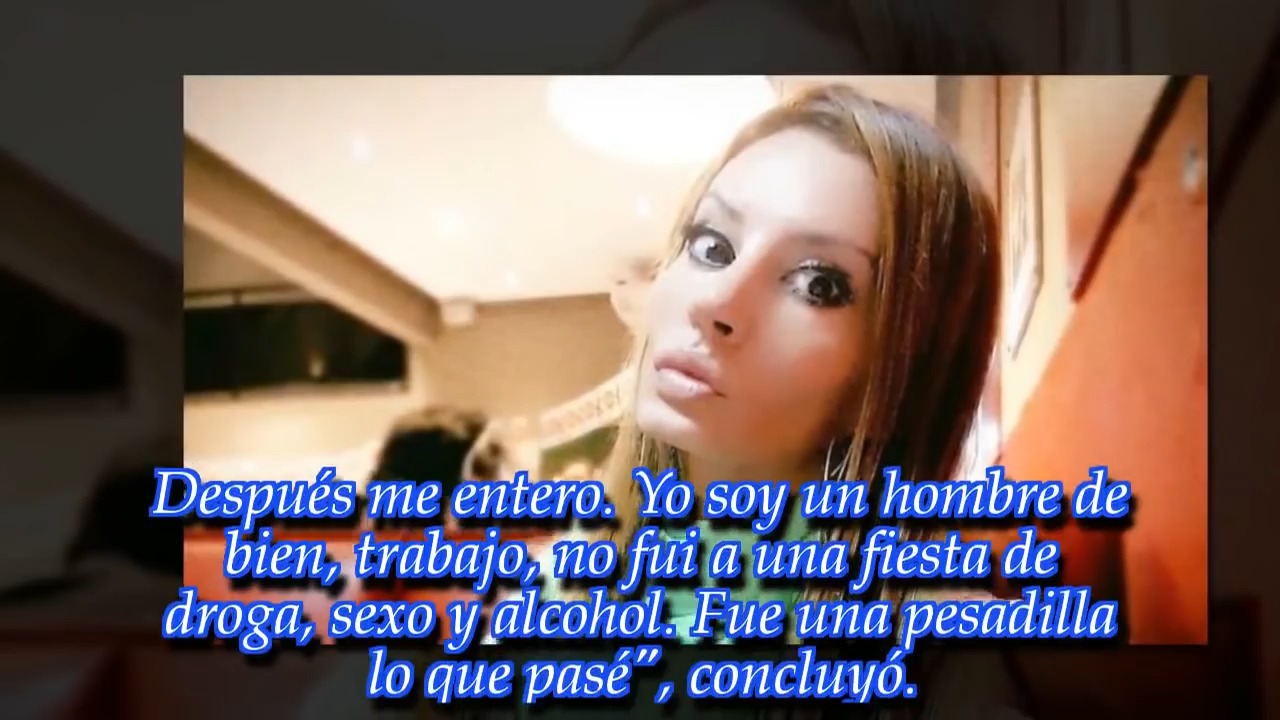 Después me entero. Yo soy un hombre de
bien, trabajo, no fui a una fiesta de
droga, sexo y alcohol. Fue una pesadilla
lo que pasé”, concluyó.